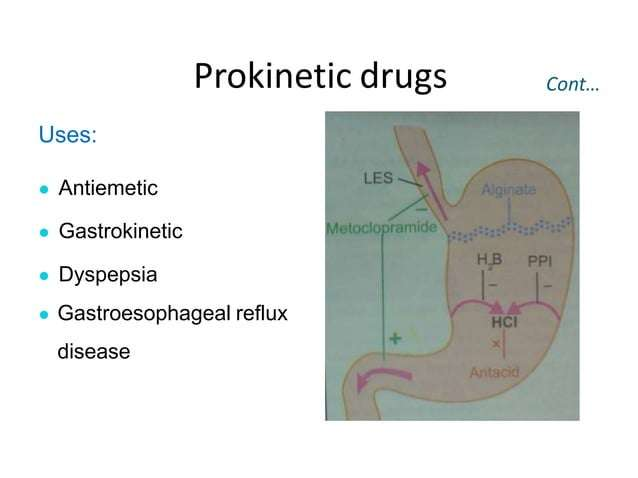 Prokinetic drugs
Cont…
Uses:
● Antiemetic
● Gastrokinetic
● Dyspepsia
● Gastroesophageal reflux
disease
LES
Alginate
–
Metoclopramide
H₂B
PPI
–
–
HCl
+
×
Antacid